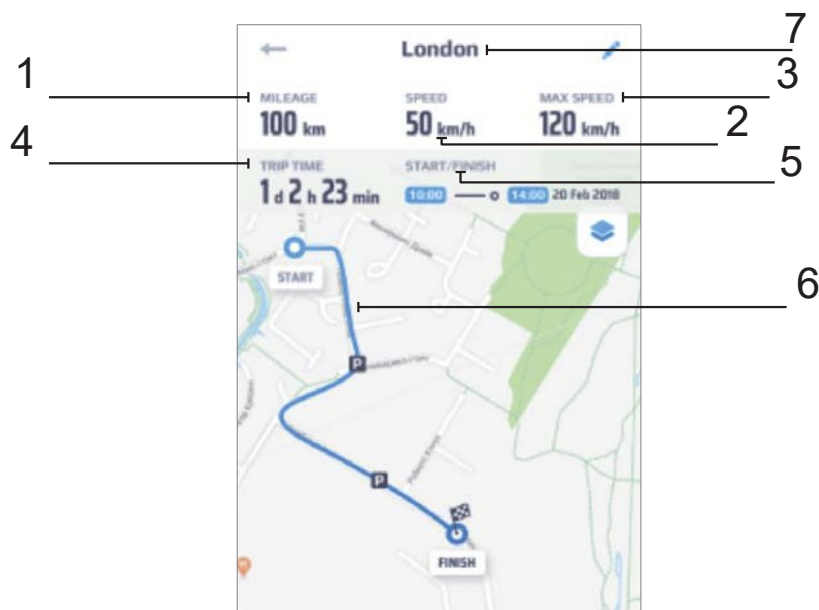 7
London
1
3
MILEAGE SPEED MAX SPEED
100 km 50 km/h 120 km/h
2
4
TRIP TIME START/FINISH
5
1 d 2 h 23 min 10:00 14:00 20 Feb 2018
START
6
P
P
FINISH